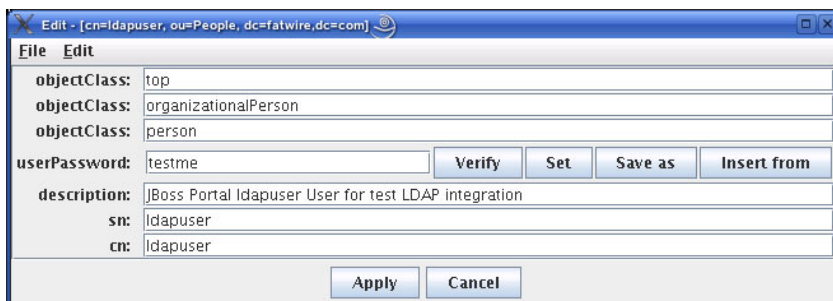 Edit - [cn=ldapuser, ou=People, dc=fatwire,dc=com]
File Edit
objectClass: top
objectClass: organizationalPerson
objectClass: person
userPassword: testme Verify Set Save as Insert from
description: JBoss Portal ldapuser User for test LDAP integration
sn: ldapuser
cn: ldapuser
Apply Cancel